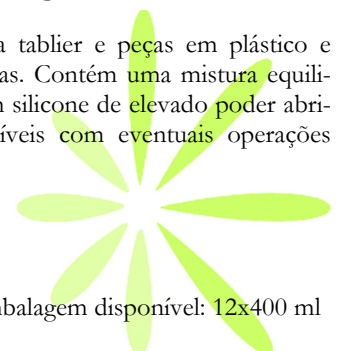 a tablier e peças em plástico e
as. Contém uma mistura equili-
silicone de elevado poder abri-
íveis com eventuais operações
balagem disponível: 12x400 ml